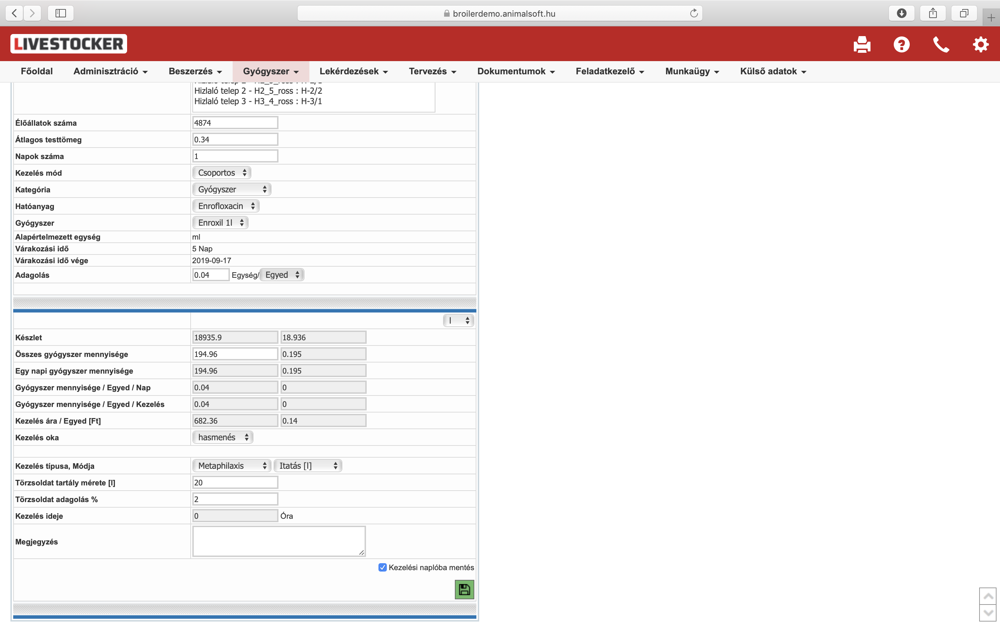 broilerdemo.animalsoft.hu
LIVESTOCKER
Főoldal Adminisztráció Beszerzés Gyógyszer Lekérdezések Tervezés Dokumentumok Feladatkezelő Munkaügy Külső adatok
Hizlaló telep 2 - H2_5_ross : H-2/2
Hizlaló telep 3 - H3_4_ross : H-3/1
Élőállatok száma 4874
Átlagos testtömeg 0.34
Napok száma 1
Kezelés mód Csoportos
Kategória Gyógyszer
Hatóanyag Enrofloxacin
Gyógyszer Enroxil 1l
Alapértelmezett egység ml
Várakozási idő 5 Nap
Várakozási idő vége 2019-09-17
Adagolás 0.04 Egység/ Egyed
l
Készlet 18935.9 18.936
Összes gyógyszer mennyisége 194.96 0.195
Egy napi gyógyszer mennyisége 194.96 0.195
Gyógyszer mennyisége / Egyed / Nap 0.04 0
Gyógyszer mennyisége / Egyed / Kezelés 0.04 0
Kezelés ára / Egyed [Ft] 682.36 0.14
Kezelés oka hasmenés
Kezelés típusa, Módja Metaphilaxis Itatás [l]
Törzsoldat tartály mérete [l] 20
Törzsoldat adagolás % 2
Kezelés ideje 0 Óra
Megjegyzés
Kezelési naplóba mentés